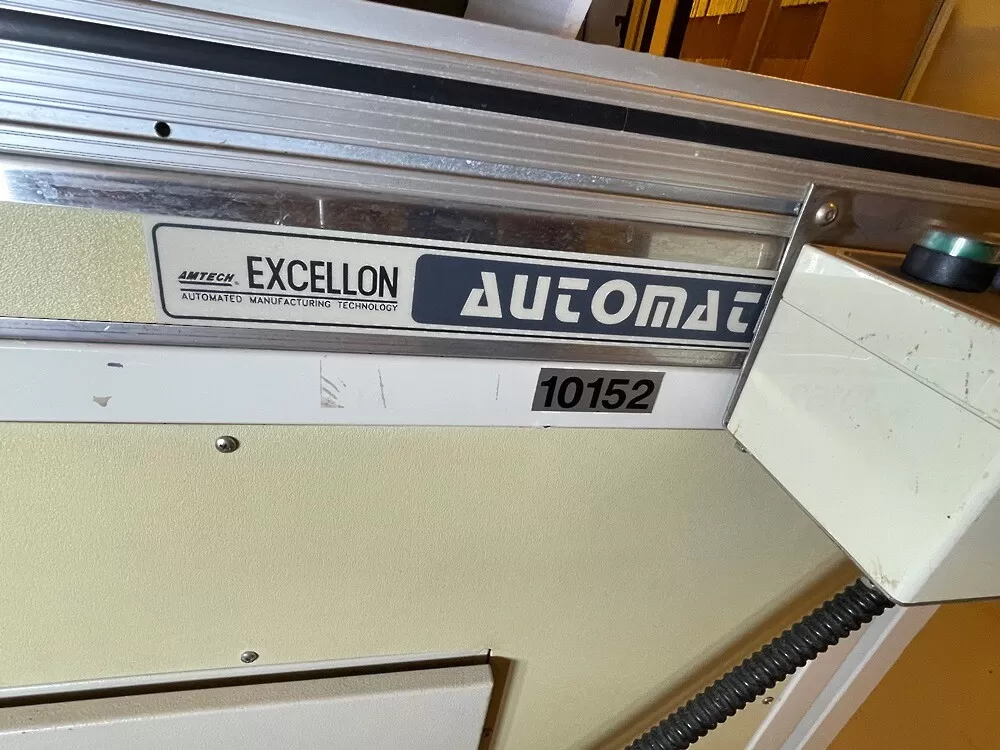 AMTECH® EXCELLON
AUTOMATED MANUFACTURING TECHNOLOGY
AUTOMAT
10152